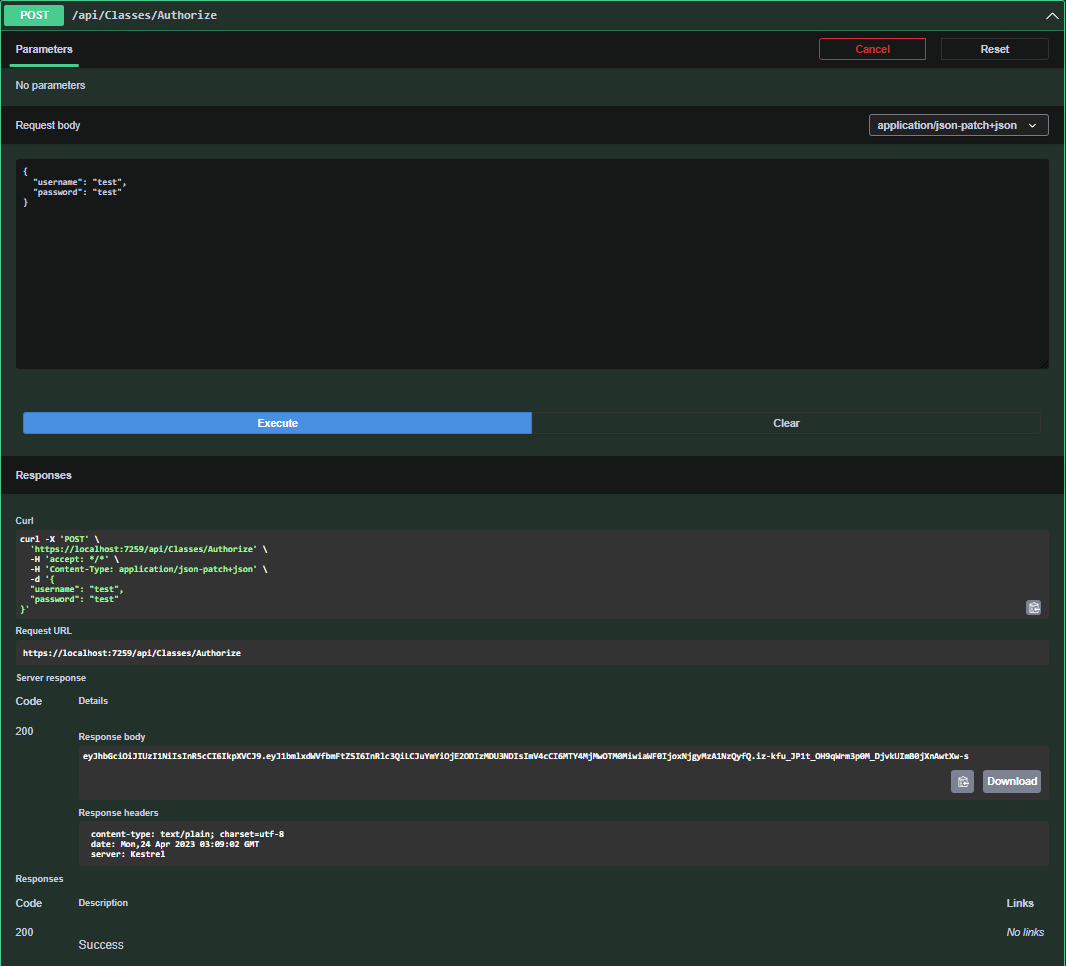 POST /api/Classes/Authorize
Parameters Cancel Reset
No parameters
Request body application/json-patch+json
{
"username": "test",
"password": "test"
}
Execute Clear
Responses
Curl
curl -X 'POST' \
'https://localhost:7259/api/Classes/Authorize' \
-H 'accept: */*' \
-H 'Content-Type: application/json-patch+json' \
-d '{
"username": "test",
"password": "test"
}'
Request URL
https://localhost:7259/api/Classes/Authorize
Server response
Code Details
200
Response body
eyJhbGciOiJIUzI1NiIsInR5cCI6IkpXVCJ9.eyJ1bmlxdWVfbmFtZSI6InRlc3QiLCJuYmYiOjE2ODIzMDU3NDIsImV4cCI6MTY4MjMwOTM0MiwiaWF0IjoxNjgyMzA1NzQyfQ.iz-kfu_JP1t_OH9qWrm3p0M_DjvkUImB0jXnAwtXw-s
Download
Response headers
content-type: text/plain; charset=utf-8
date: Mon,24 Apr 2023 03:09:02 GMT
server: Kestrel
Responses
Code Description Links
200 Success No links